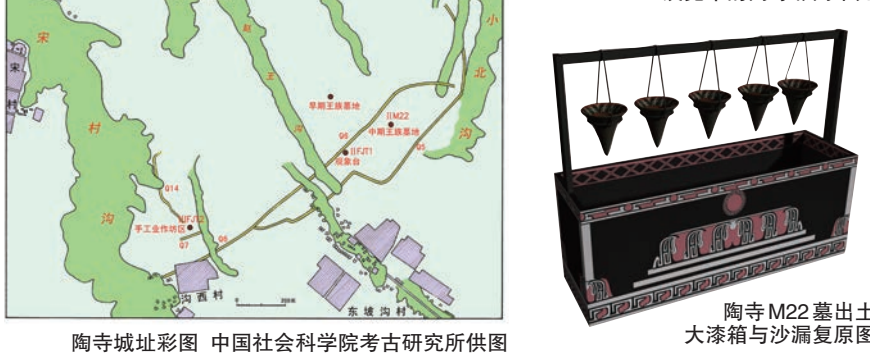 宋
村
沟
宋
村
赵
王
沟
小
北
沟
早期王族墓地
IIM22
中期王族墓地
Q6
Q5
IIFJT1
观象台
Q14
手工业作坊区
Q7
Q6
沟西村
0
东坡沟村
陶寺城址彩图 中国社会科学院考古研究所供图
陶寺M22墓出土
大漆箱与沙漏复原图